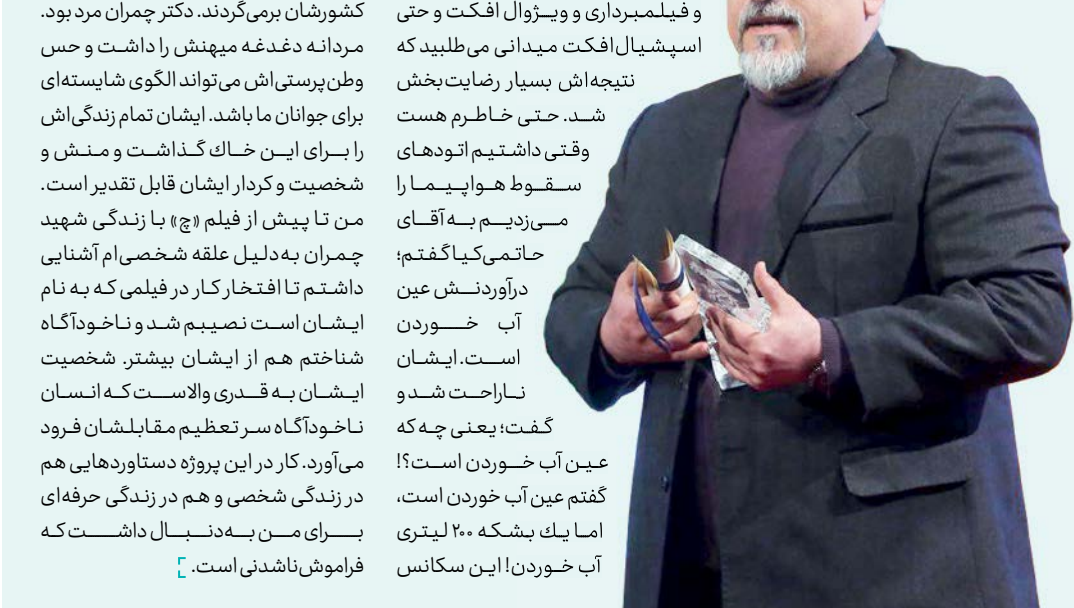 و فیلمبرداری و ویژوال افکت و حتی
اسپشیال‌افکت میدانی می‌طلبید که
نتیجه‌اش بسیار رضایت‌بخش
شد. حتی خاطرم هست
وقتی داشتیم اتودهای
سقوط هواپیما را
می‌زدیم به آقای
حاتمی‌کیا گفتم؛
درآوردنش عین
آب خوردن
است. ایشان
ناراحت شد و
گفت؛ یعنی چه که
عین آب خوردن است؟!
گفتم عین آب خوردن است،
اما یك بشکه ۲۰۰ لیتری
آب خوردن! این سکانس
کشورشان برمی‌گردند. دکتر چمران مرد بود.
مردانه دغدغه میهنش را داشت و حس
وطن‌پرستی‌اش می‌تواند الگوی شایسته‌ای
برای جوانان ما باشد. ایشان تمام زندگی‌اش
را برای این خاك گذاشت و منش و
شخصیت و کردار ایشان قابل تقدیر است.
من تا پیش از فیلم «چ» با زندگی شهید
چمران به‌دلیل علقه شخصی‌ام آشنایی
داشتم تا افتخار کار در فیلمی که به نام
ایشان است نصیبم شد و ناخودآگاه
شناختم هم از ایشان بیشتر. شخصیت
ایشان به قدری والاست که انسان
ناخودآگاه سر تعظیم مقابلشان فرود
می‌آورد. کار در این پروژه دستاوردهایی هم
در زندگی شخصی و هم در زندگی حرفه‌ای
برای من به‌دنبال داشت که
فراموش‌ناشدنی است.